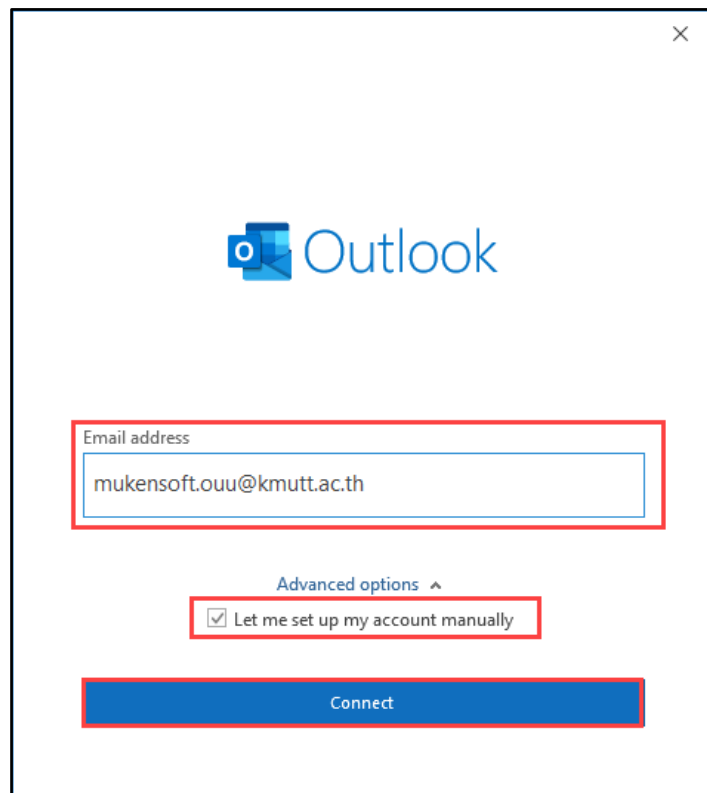 Outlook
Email address
mukensoft.ouu@kmutt.ac.th
Advanced options
Let me set up my account manually
Connect